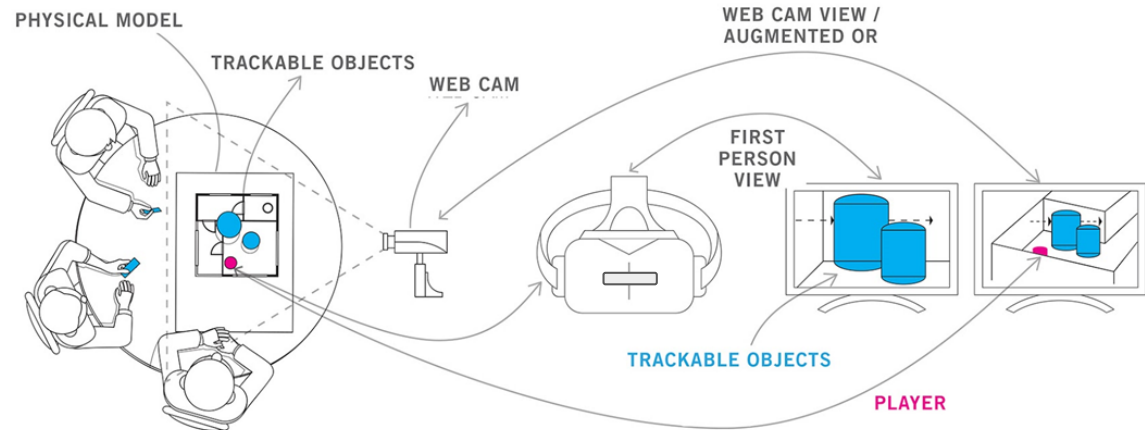 PHYSICAL MODEL
TRACKABLE OBJECTS
WEB CAM
WEB CAM VIEW /
AUGMENTED OR
FIRST
PERSON
VIEW
TRACKABLE OBJECTS
PLAYER